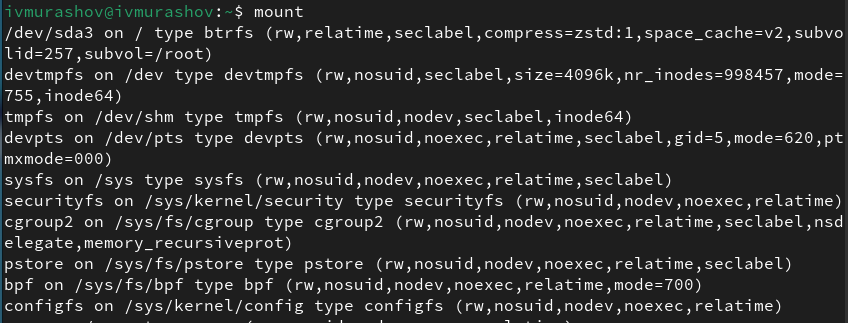 ivmurashov@ivmurashov:~$ mount
/dev/sda3 on / type btrfs (rw,relatime,seclabel,compress=zstd:1,space_cache=v2,subvo
lid=257,subvol=/root)
devtmpfs on /dev type devtmpfs (rw,nosuid,seclabel,size=4096k,nr_inodes=998457,mode=
755,inode64)
tmpfs on /dev/shm type tmpfs (rw,nosuid,nodev,seclabel,inode64)
devpts on /dev/pts type devpts (rw,nosuid,noexec,relatime,seclabel,gid=5,mode=620,pt
mxmode=000)
sysfs on /sys type sysfs (rw,nosuid,nodev,noexec,relatime,seclabel)
securityfs on /sys/kernel/security type securityfs (rw,nosuid,nodev,noexec,relatime)
cgroup2 on /sys/fs/cgroup type cgroup2 (rw,nosuid,nodev,noexec,relatime,seclabel,nsd
elegate,memory_recursiveprot)
pstore on /sys/fs/pstore type pstore (rw,nosuid,nodev,noexec,relatime,seclabel)
bpf on /sys/fs/bpf type bpf (rw,nosuid,nodev,noexec,relatime,mode=700)
configfs on /sys/kernel/config type configfs (rw,nosuid,nodev,noexec,relatime)